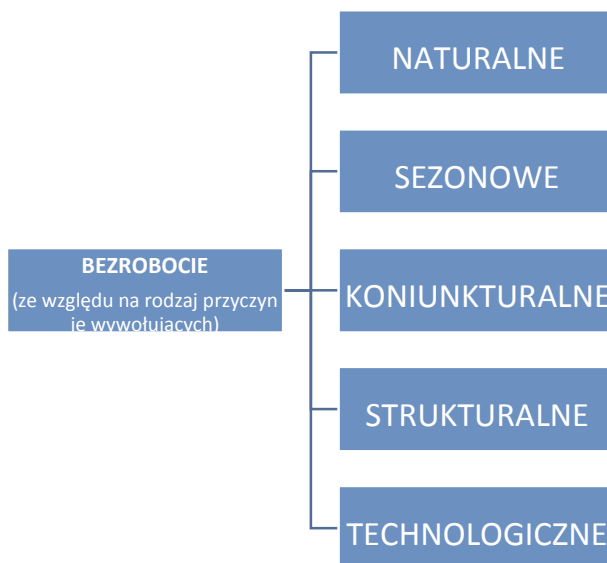 NATURALNE
SEZONOWE
BEZROBOCIE
(ze względu na rodzaj przyczyn
je wywołujących)
KONIUNKTURALNE
STRUKTURALNE
TECHNOLOGICZNE